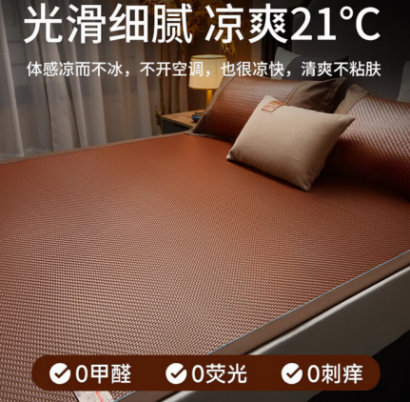 光滑细腻 凉爽21℃
体感凉而不冰，不开空调，也很凉快，清爽不粘肤
0甲醛 0荧光 0刺痒